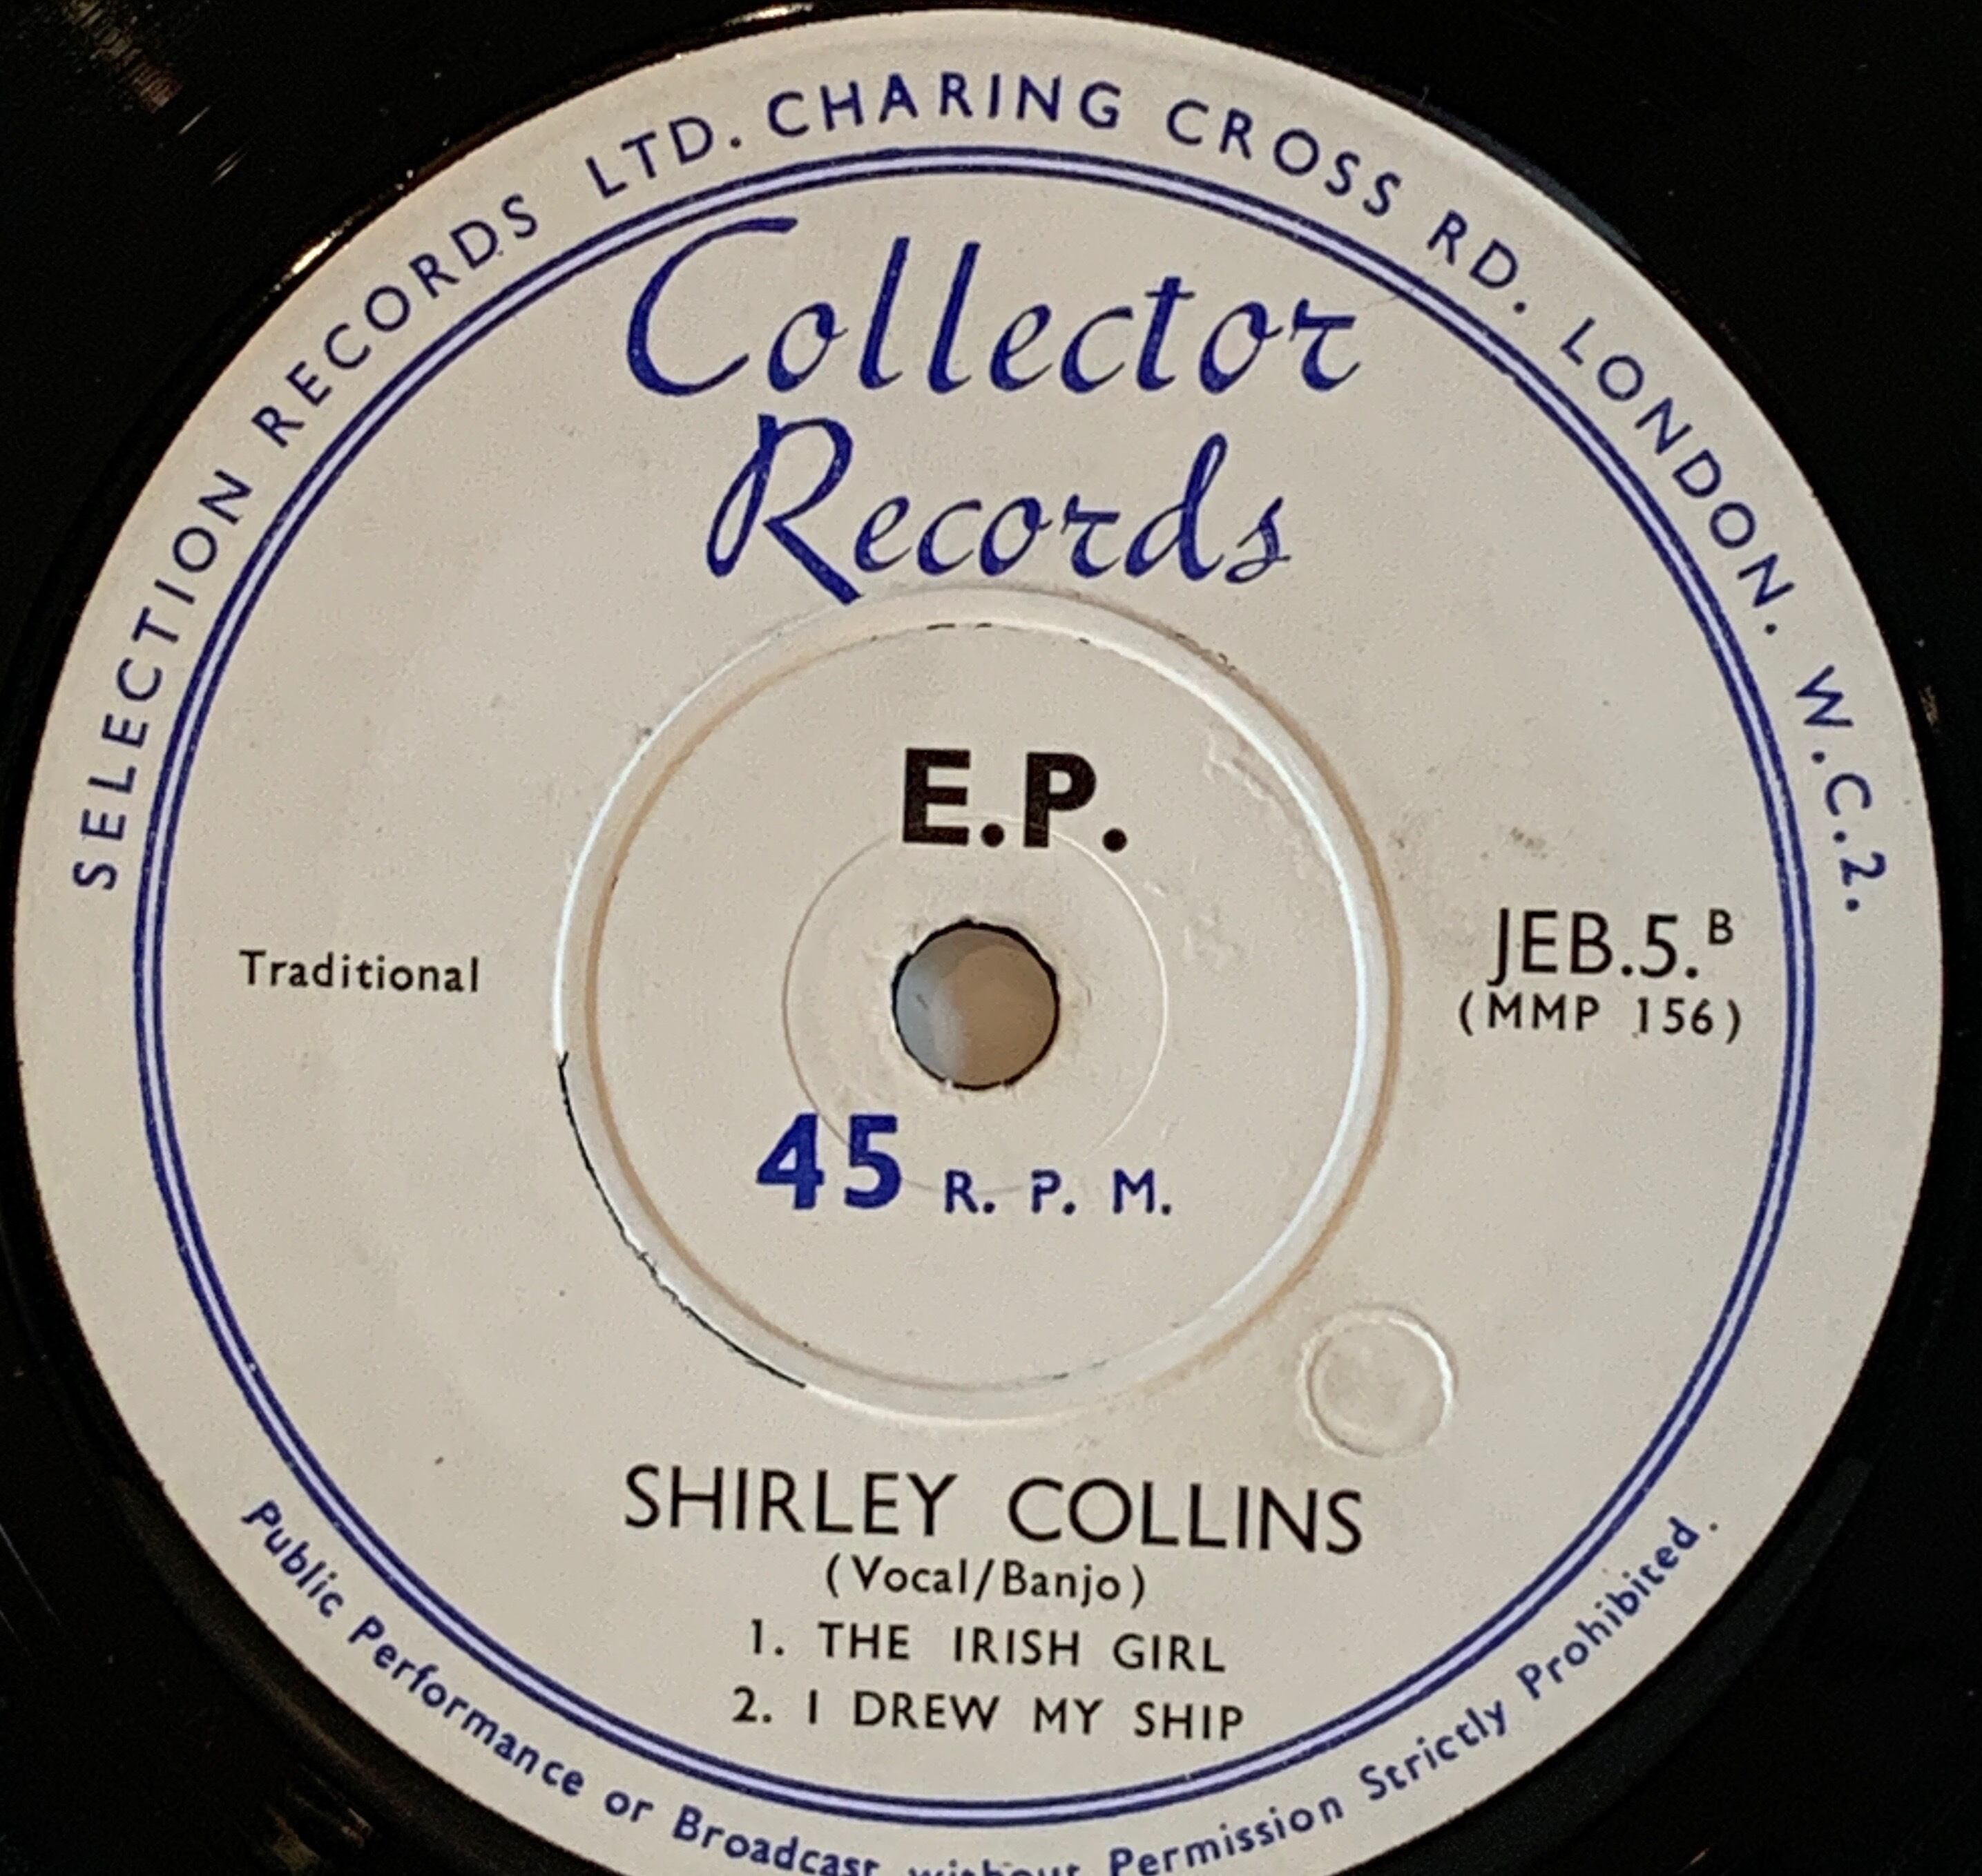 SELECTION RECORDS LTD. CHARING CROSS RD. LONDON. W.C.2.
Collector
Records
E.P.
Traditional
JEB.5.B
(MMP 156)
45 R. P. M.
SHIRLEY COLLINS
(Vocal/Banjo)
1. THE IRISH GIRL
2. I DREW MY SHIP
Public Performance or Broadcast without Permission Strictly Prohibited.